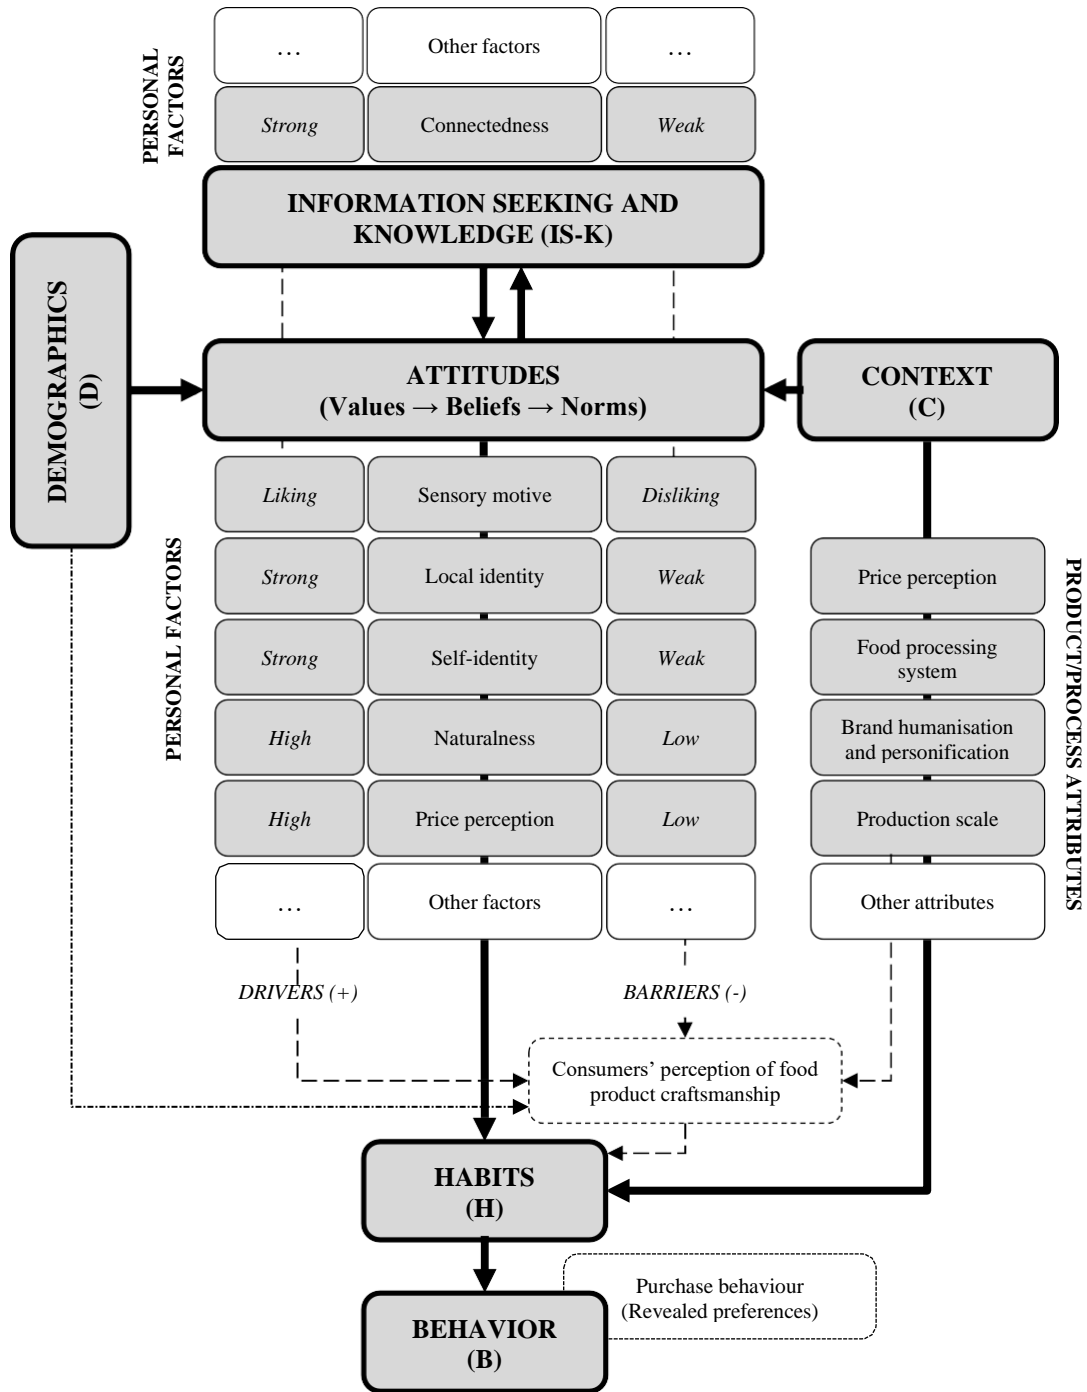 PERSONAL
FACTORS
…
Other factors
…
Strong
Connectedness
Weak
INFORMATION SEEKING AND
KNOWLEDGE (IS-K)
DEMOGRAPHICS
(D)
ATTITUDES
(Values → Beliefs → Norms)
CONTEXT
(C)
PERSONAL FACTORS
Liking
Sensory motive
Disliking
Strong
Local identity
Weak
Strong
Self-identity
Weak
High
Naturalness
Low
High
Price perception
Low
…
Other factors
…
Price perception
Food processing
system
Brand humanisation
and personification
Production scale
Other attributes
PRODUCT/PROCESS ATTRIBUTES
DRIVERS (+)
BARRIERS (-)
Consumers’ perception of food
product craftsmanship
HABITS
(H)
Purchase behaviour
(Revealed preferences)
BEHAVIOR
(B)